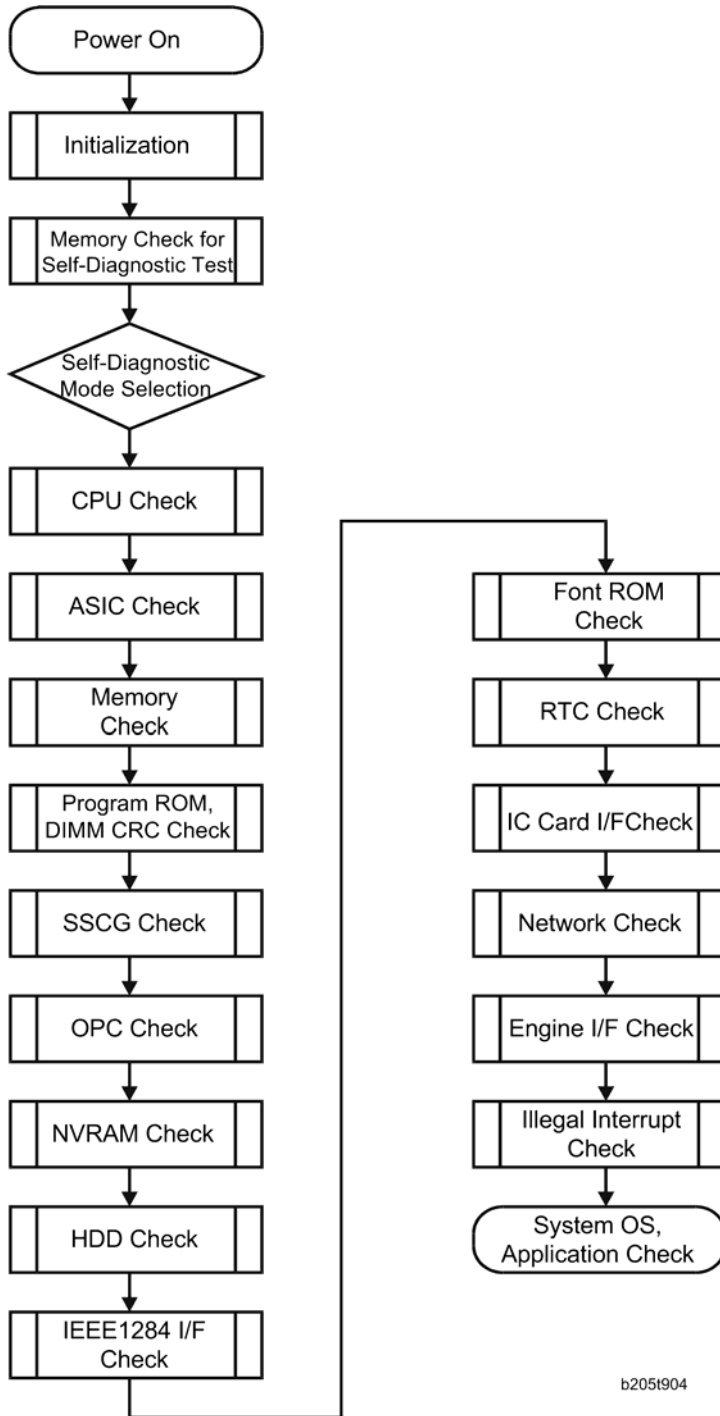 Power On
Initialization
Memory Check for
Self-Diagnostic Test
Self-Diagnostic
Mode Selection
CPU Check
ASIC Check
Memory
Check
Program ROM,
DIMM CRC Check
SSCG Check
OPC Check
NVRAM Check
HDD Check
IEEE1284 I/F
Check
Font ROM
Check
RTC Check
IC Card I/FCheck
Network Check
Engine I/F Check
Illegal Interrupt
Check
System OS,
Application Check
b205t904